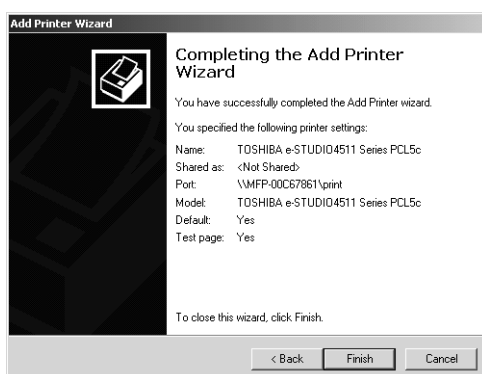 Add Printer Wizard
Completing the Add Printer
Wizard
You have successfully completed the Add Printer wizard.
You specified the following printer settings:
Name: TOSHIBA e-STUDIO4511 Series PCL5c
Shared as: <Not Shared>
Port: \\MFP-00C67861\print
Model: TOSHIBA e-STUDIO4511 Series PCL5c
Default: Yes
Test page: Yes
To close this wizard, click Finish.
< Back Finish Cancel